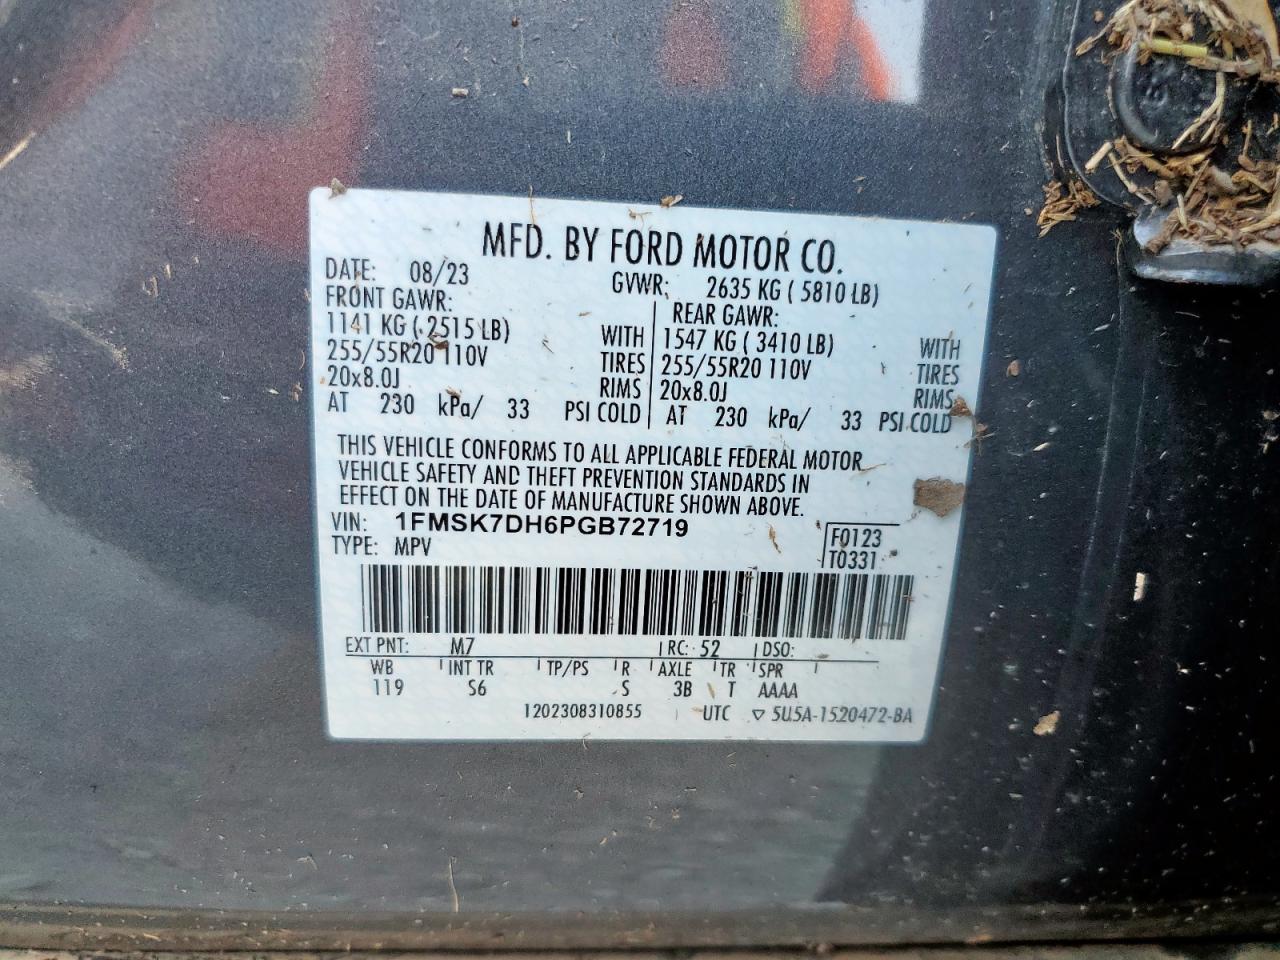 MFD. BY FORD MOTOR CO.
DATE: 08/23 GVWR: 2635 KG ( 5810 LB)
FRONT GAWR: REAR GAWR:
1141 KG ( 2515 LB) WITH 1547 KG ( 3410 LB) WITH
255/55R20 110V TIRES 255/55R20 110V TIRES
20x8.0J RIMS 20x8.0J RIMS
AT 230 kPa/ 33 PSI COLD AT 230 kPa/ 33 PSI COLD
THIS VEHICLE CONFORMS TO ALL APPLICABLE FEDERAL MOTOR
VEHICLE SAFETY AND THEFT PREVENTION STANDARDS IN
EFFECT ON THE DATE OF MANUFACTURE SHOWN ABOVE.
VIN: 1FMSK7DH6PGB72719 F0123
TYPE: MPV T0331
EXT PNT: M7 RC: 52 DSO:
WB INT TR TP/PS R AXLE TR SPR
119 S6 S 3B T AAAA
1202308310855 UTC ▽ 5U5A-1520472-BA